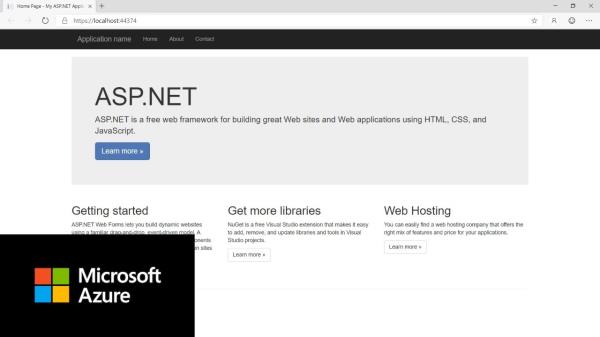 Home Page - My ASP.NET Applic
https://localhost:44374
Application name
Home
About
Contact
ASP.NET
ASP.NET is a free web framework for building great Web sites and Web applications using HTML, CSS, and
JavaScript.
Learn more »
Getting started
ASP.NET Web Forms lets you build dynamic websites
using a familiar drag-and-drop, event-driven model. A
ponents
n sites
Get more libraries
NuGet is a free Visual Studio extension that makes it easy
to add, remove, and update libraries and tools in Visual
Studio projects.
Learn more »
Web Hosting
You can easily find a web hosting company that offers the
right mix of features and price for your applications.
Learn more »
Microsoft
Azure